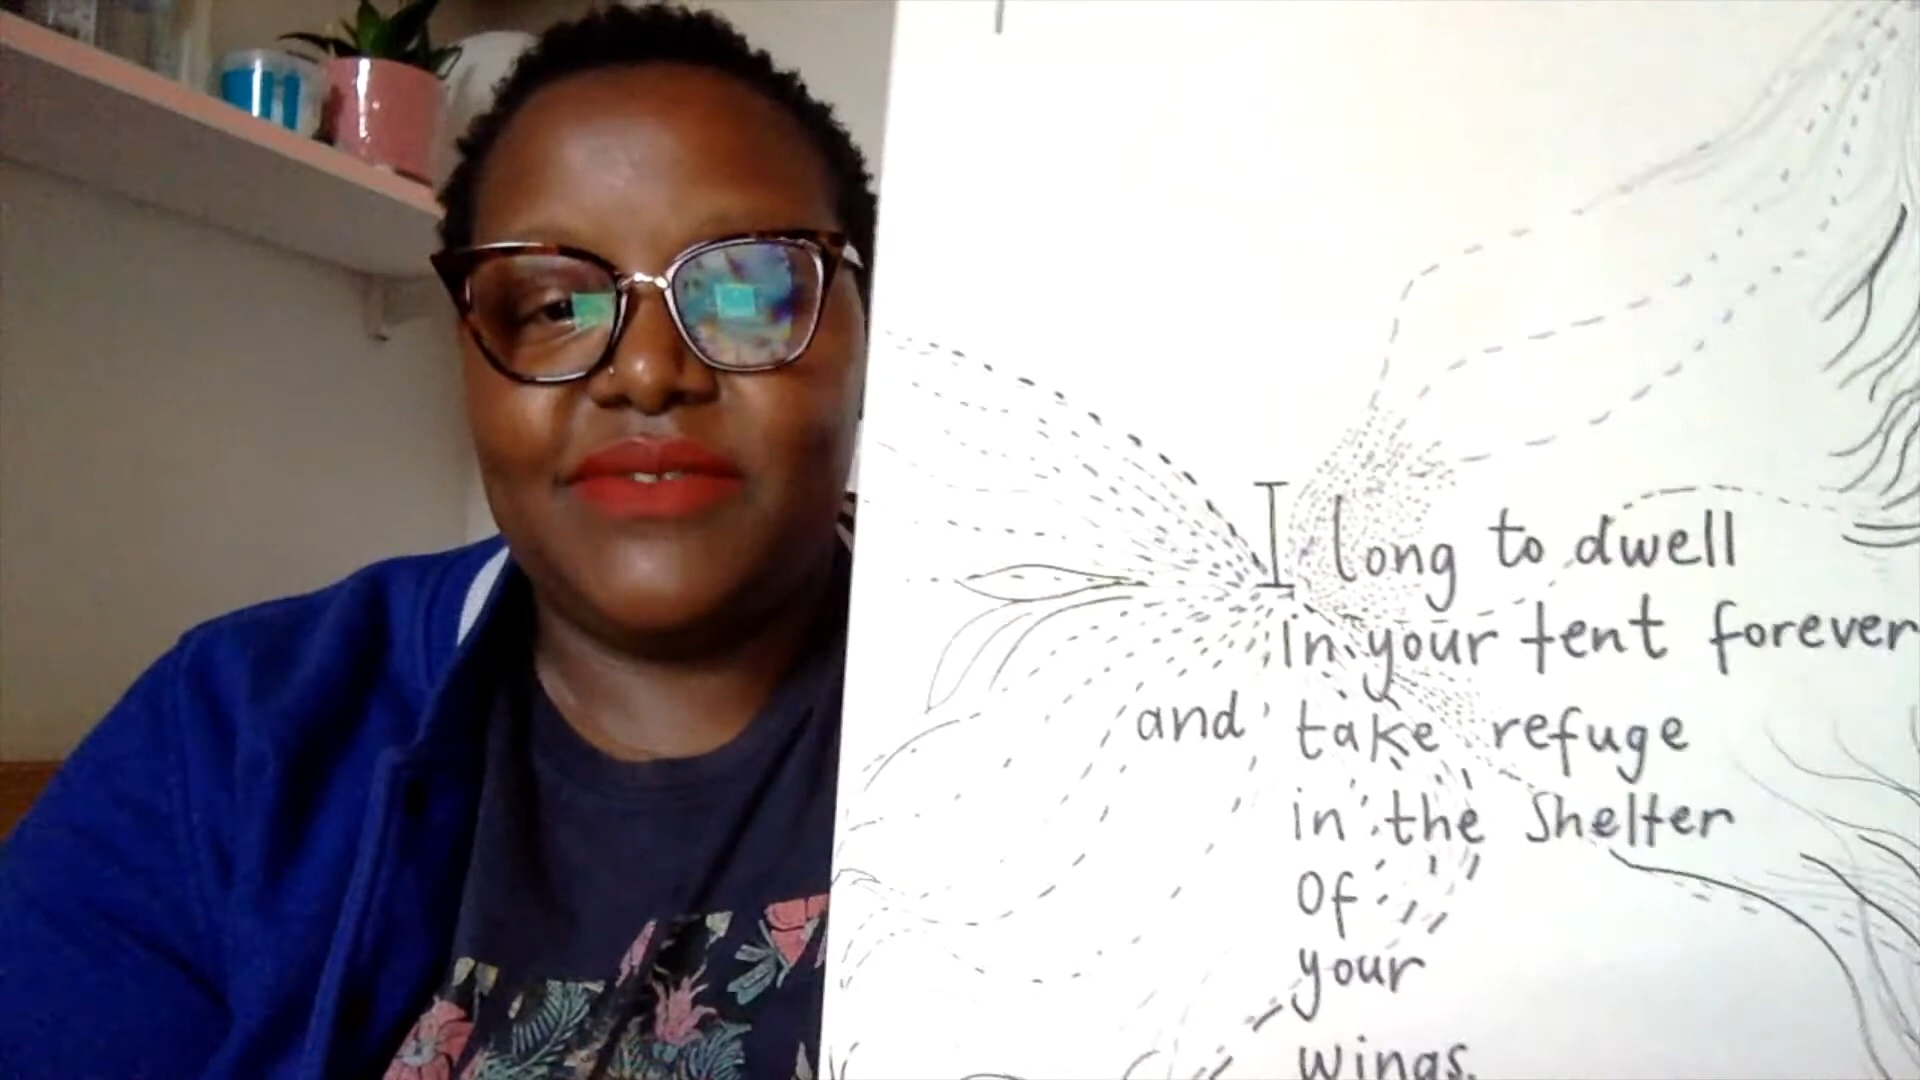 I long to dwell
in your tent forever
and take refuge
in the Shelter
Of
your
wings.